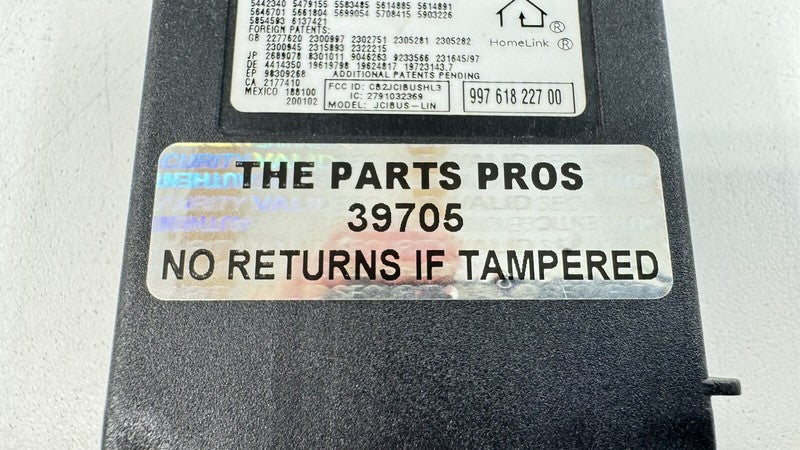 5442340 5479155 5583485 5614885 5614891
5646701 5661804 5699054 5708415 5903226
5854593 6137421
FOREIGN PATENTS:
GB 2277620 2300997 2302751 2305281 2305282
2300945 2315893 2322215
JP 2689078 8301011 9046263 9233566 231645/97
DE 4414350 19619798 19624817 19723143.7
EP 98309268 ADDITIONAL PATENTS PENDING
CA 2177410
MEXICO 188100
200102
FCC ID: CB2JCIBUSHL3
IC: 2791032369
MODEL: JCIBUS-LIN
HomeLink ®
®
997 618 227 00
THE PARTS PROS
39705
NO RETURNS IF TAMPERED